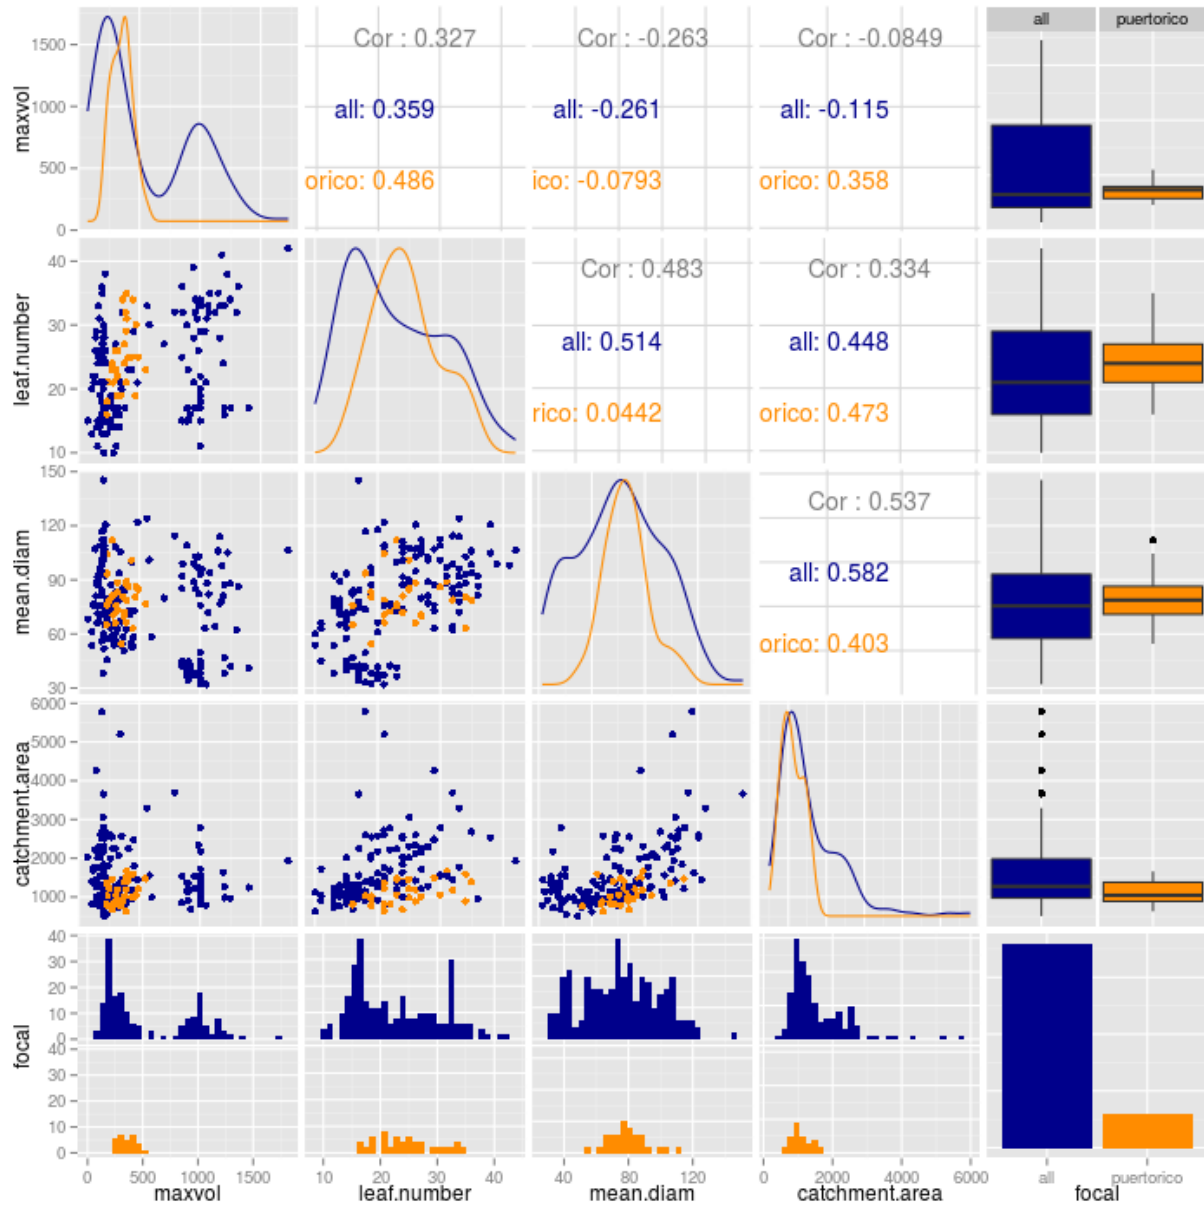 all puertorico
Cor : 0.327 Cor : -0.263 Cor : -0.0849
all: 0.359 all: -0.261 all: -0.115
orico: 0.486 ico: -0.0793 orico: 0.358
maxvol
1500
1000
500
0
Cor : 0.483 Cor : 0.334
all: 0.514 all: 0.448
rico: 0.0442 orico: 0.473
leaf.number
40
30
20
10
Cor : 0.537
all: 0.582
orico: 0.403
mean.diam
150
120
90
60
30
catchment.area
6000
5000
4000
3000
2000
1000
focal
40
30
20
10
0
40
30
20
10
0
0 500 1000 1500 10 20 30 40 40 80 120 0 2000 4000 6000 all puertorico
maxvol leaf.number mean.diam catchment.area focal